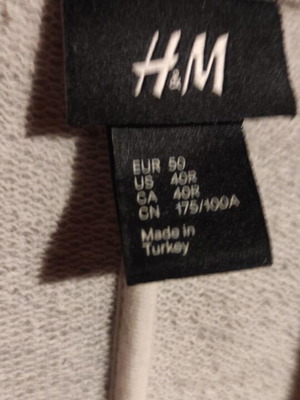 H&M
EUR 50
US 40R
CA 40R
CN 175/100A
Made in
Turkey